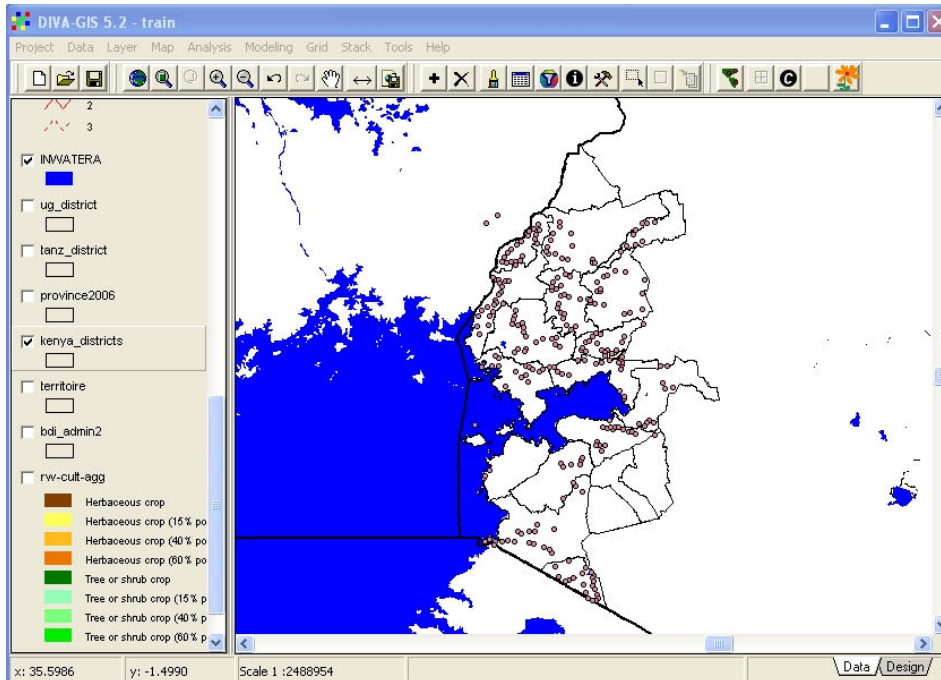 DIVA-GIS 5.2 - train
Project Data Layer Map Analysis Modeling Grid Stack Tools Help
2
3
INWATERA
ug_district
tanz_district
province2006
kenya_districts
territoire
bdi_admin2
rw-cult-agg
Herbaceous crop
Herbaceous crop (15% po
Herbaceous crop (40% po
Herbaceous crop (60% po
Tree or shrub crop
Tree or shrub crop (15% p
Tree or shrub crop (40% p
Tree or shrub crop (60% p
x: 35.5986 y: -1.4990 Scale 1 :2488954 Data Design